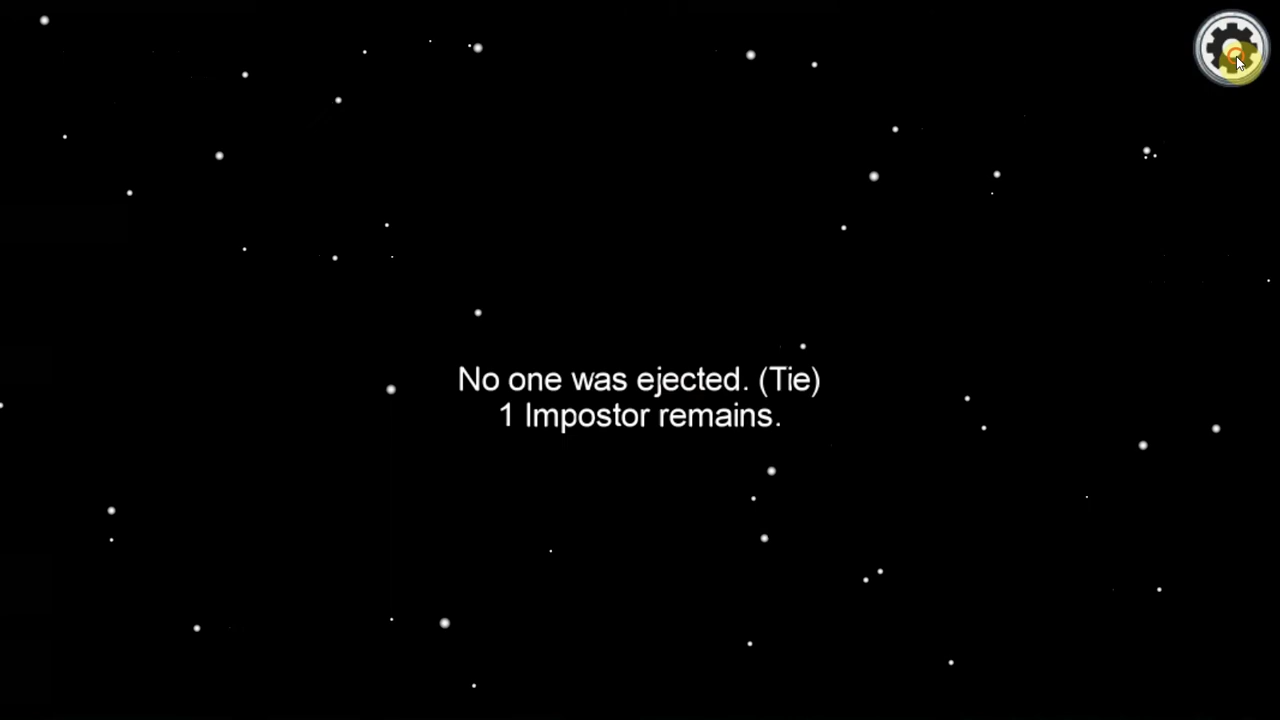 No one was ejected. (Tie)
1 Impostor remains.